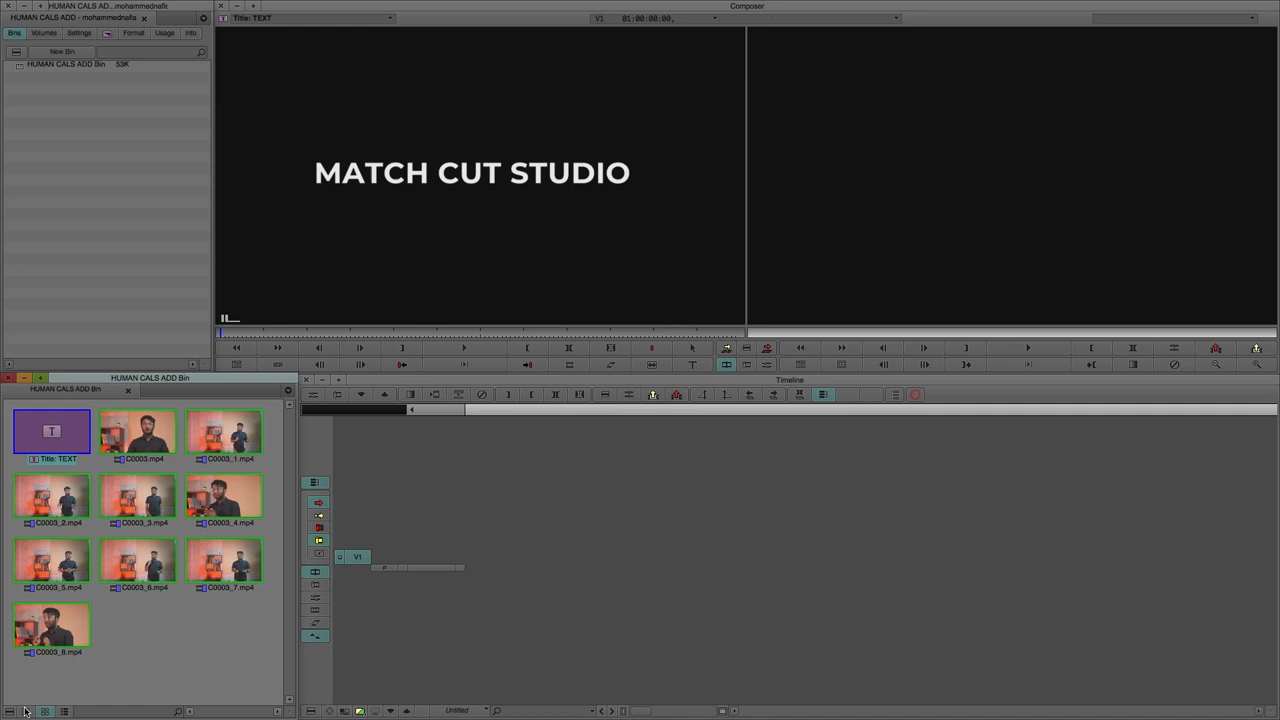 HUMAN CALS AD...mohammednafis
Composer
HUMAN CALS ADD - mohammednafis
Title: TEXT
V1
01:00:00:00,
Bins
Volumes
Settings
Format
Usage
Info
New Bin
HUMAN CALS ADD Bin 53K
MATCH CUT STUDIO
HUMAN CALS ADD Bin
HUMAN CALS ADD Bin
Timeline
T
Title: TEXT
C0003.mp4
C0003_1.mp4
C0003_2.mp4
C0003_3.mp4
C0003_4.mp4
C0003_5.mp4
C0003_6.mp4
C0003_7.mp4
C0003_8.mp4
V1
P
Untitled